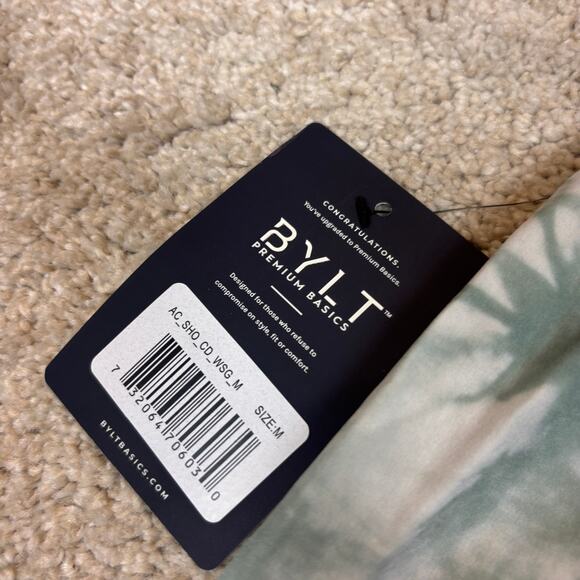 CONGRATULATIONS.
You've upgraded to Premium Basics.
BYLT™
PREMIUM BASICS
Designed for those who refuse to
compromise on style, fit or comfort.
AC_SHO_CD_WSG_M
SIZE:M
7 32064 70603 0
BYLTBASICS.COM